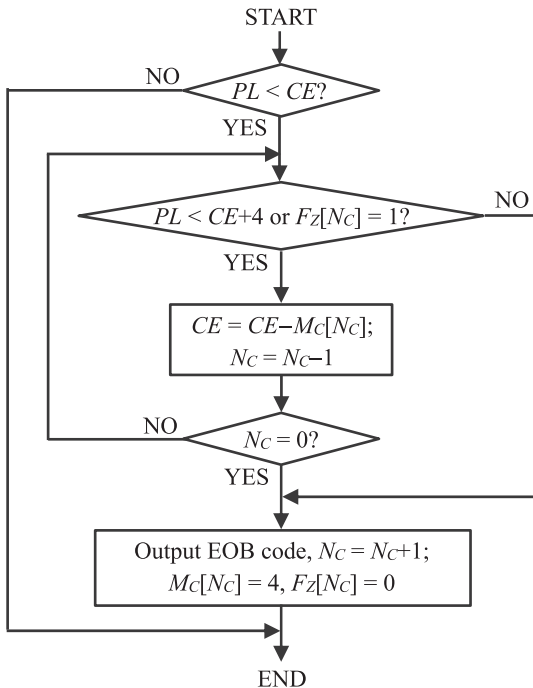 START
NO
PL < CE?
YES
PL < CE+4 or FZ[NC] = 1?
NO
YES
CE = CE−MC[NC];
NC = NC−1
NO
NC = 0?
YES
Output EOB code, NC = NC+1;
MC[NC] = 4, FZ[NC] = 0
END